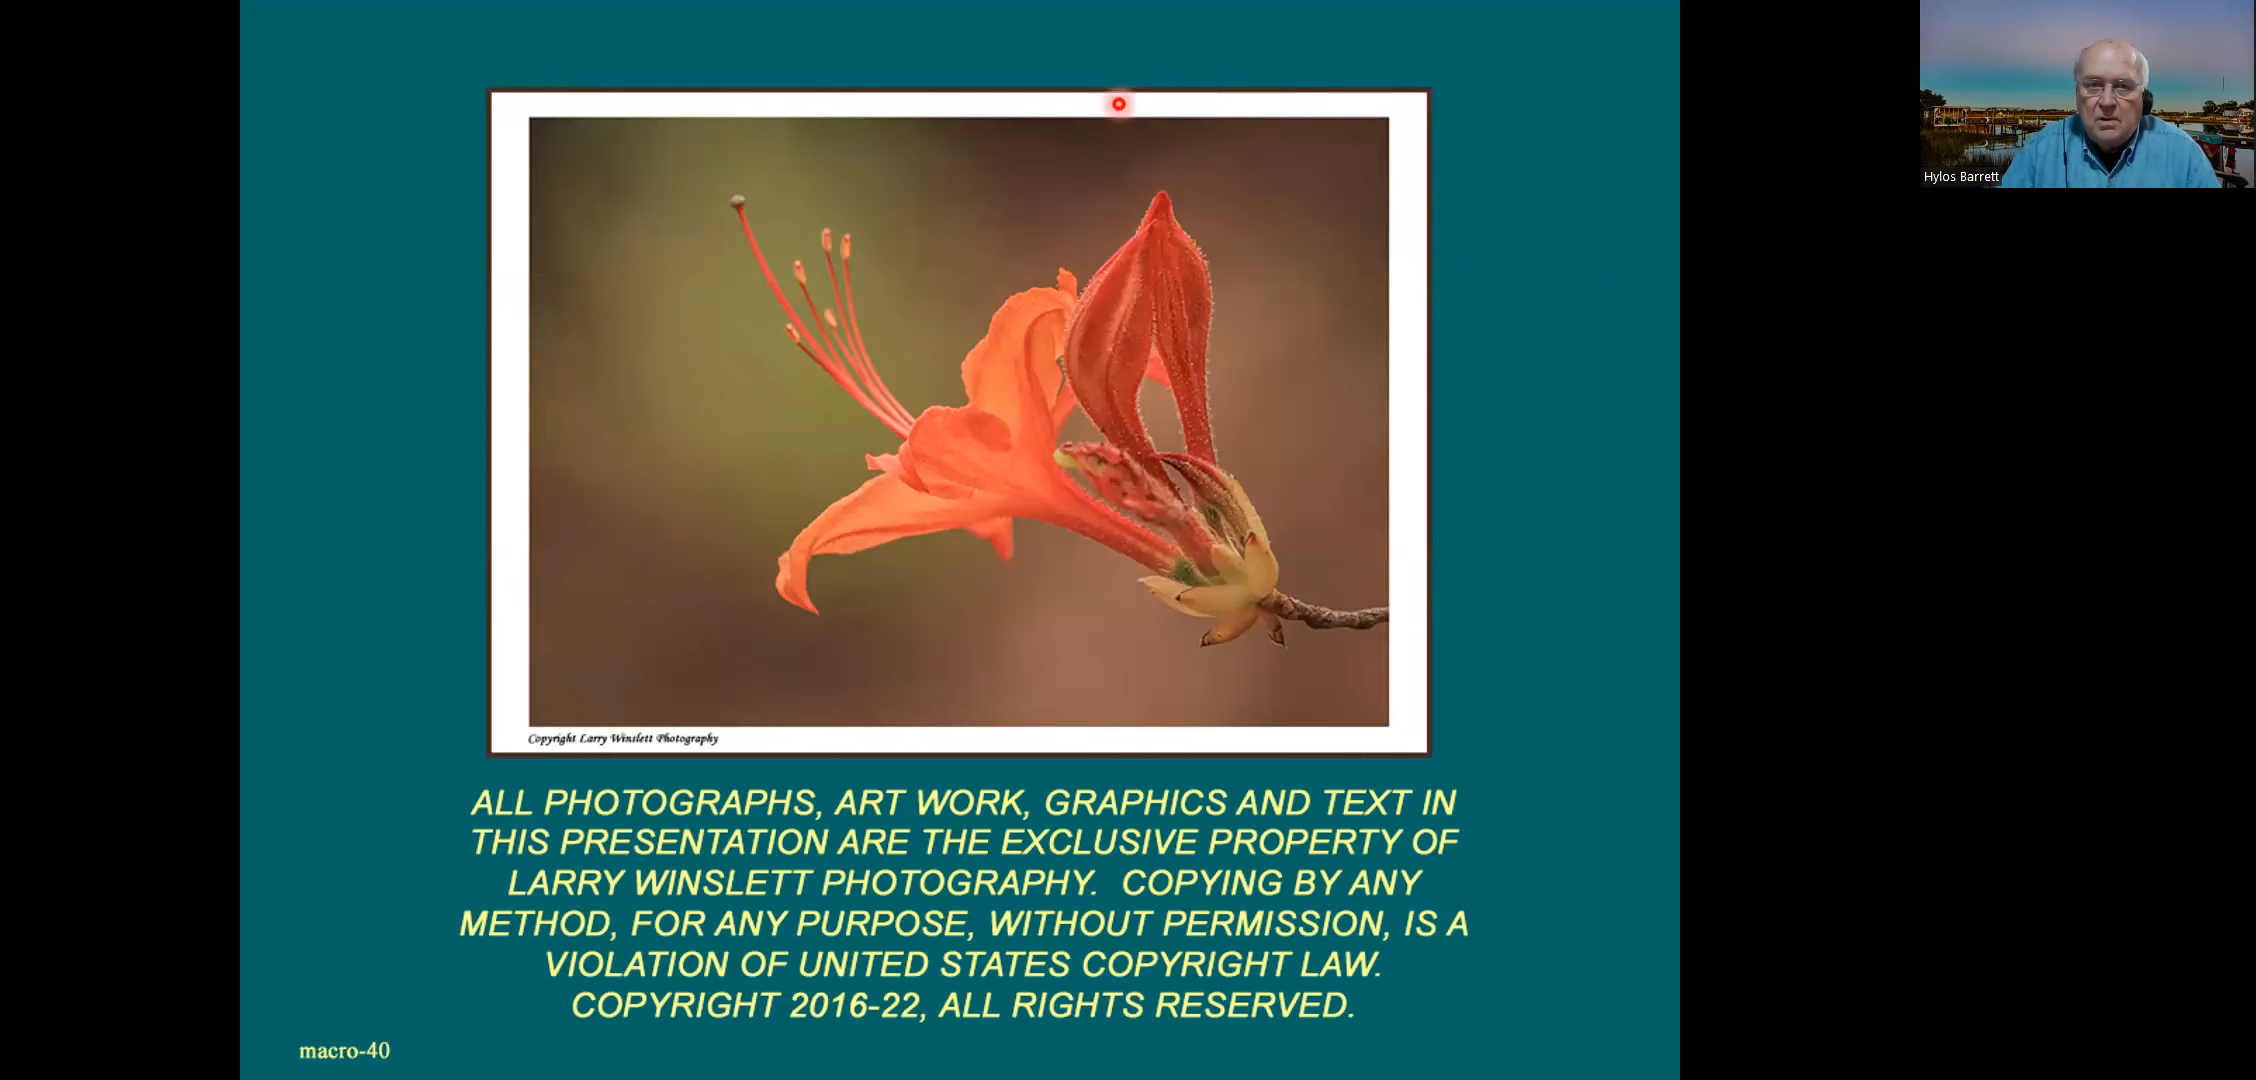 Hylos Barrett
Copyright Larry Winslett Photography
ALL PHOTOGRAPHS, ART WORK, GRAPHICS AND TEXT IN
THIS PRESENTATION ARE THE EXCLUSIVE PROPERTY OF
LARRY WINSLETT PHOTOGRAPHY.  COPYING BY ANY
METHOD, FOR ANY PURPOSE, WITHOUT PERMISSION, IS A
VIOLATION OF UNITED STATES COPYRIGHT LAW.
COPYRIGHT 2016-22, ALL RIGHTS RESERVED.
macro-40